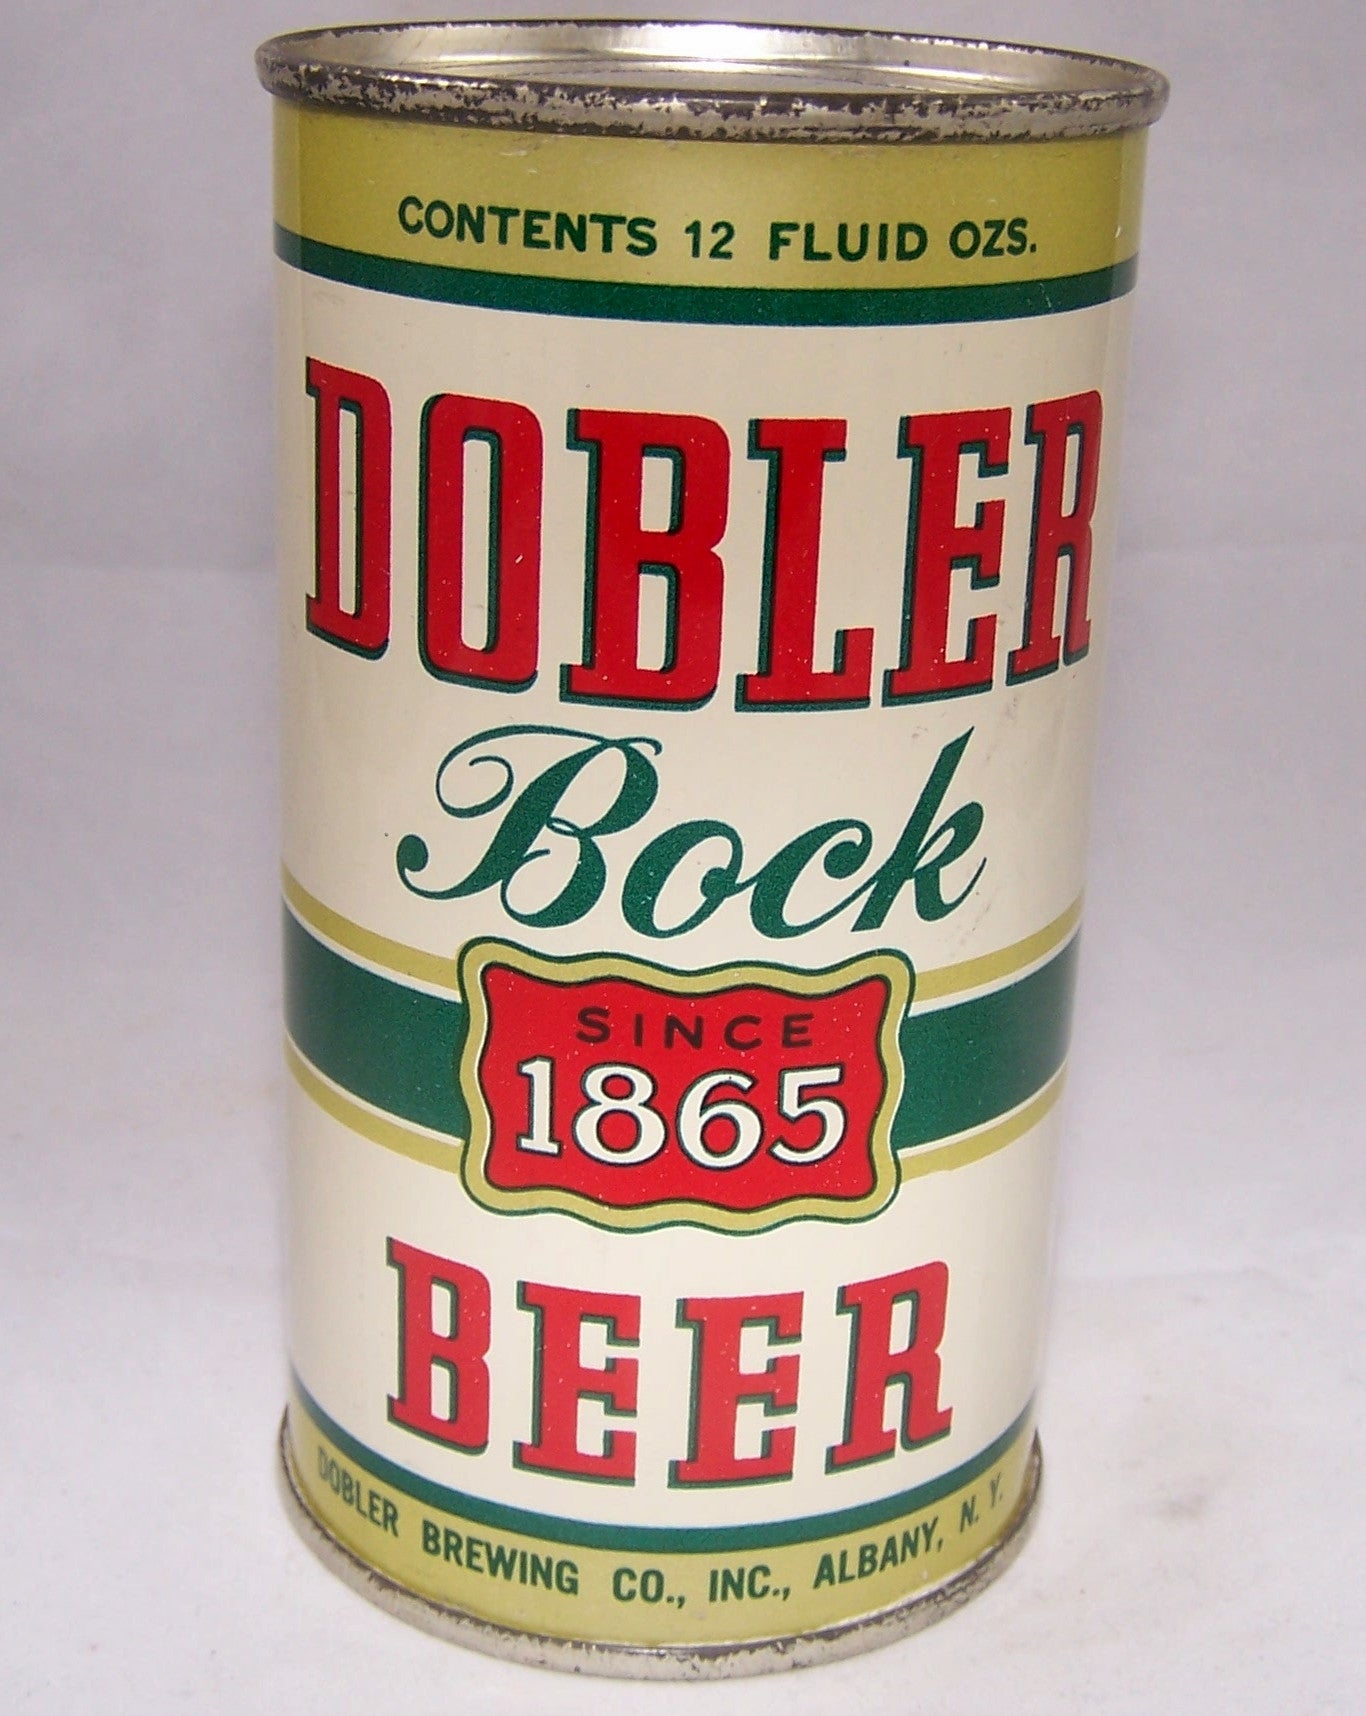 CONTENTS 12 FLUID OZS.
DOBLER
Bock
SINCE
1865
BEER
DOBLER BREWING CO., INC., ALBANY, N. Y.